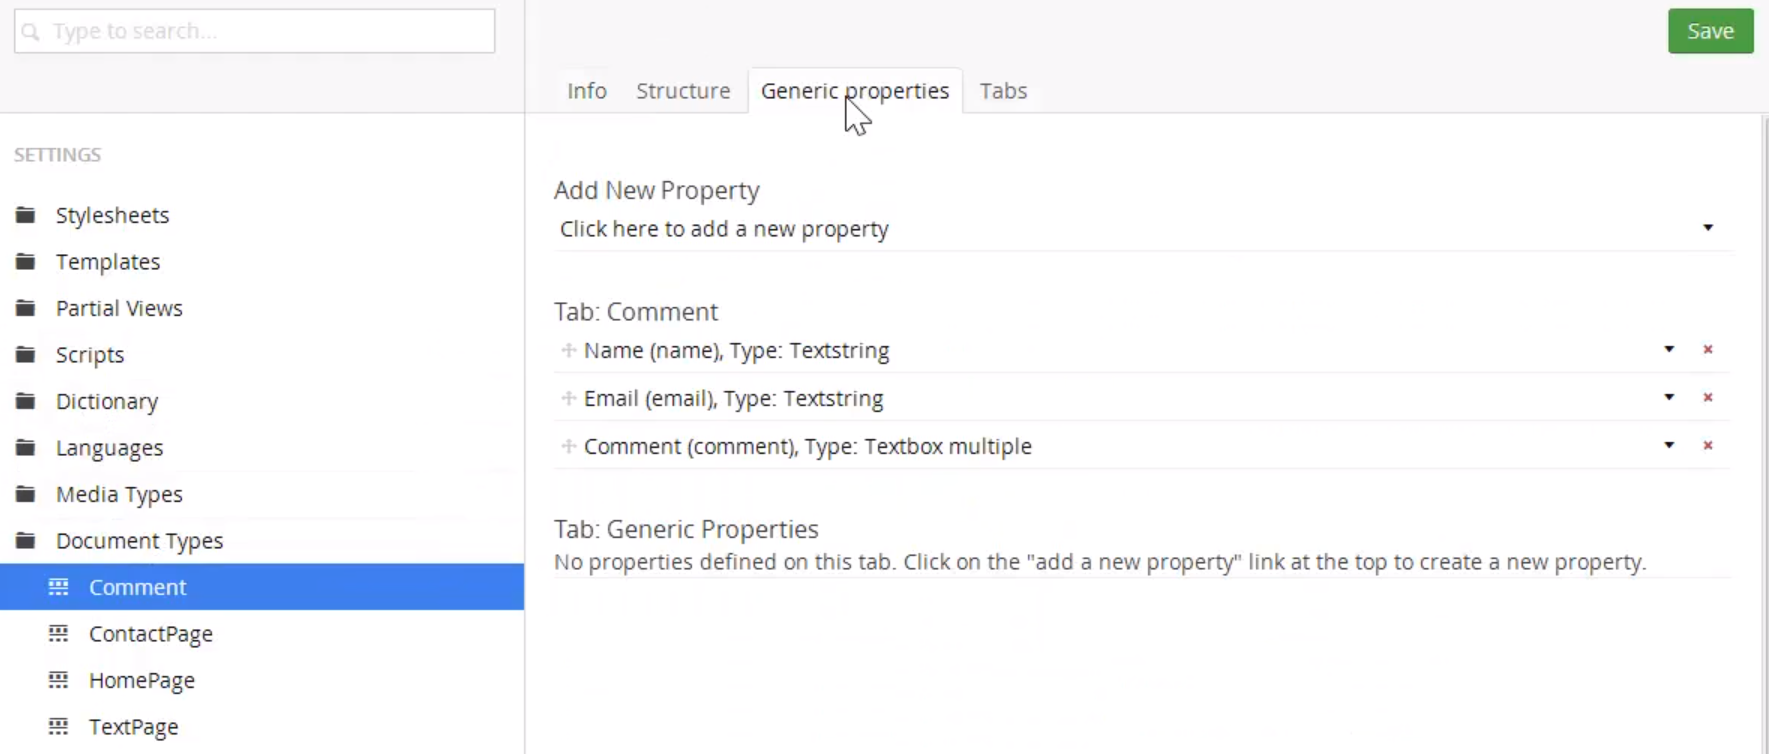 Type to search...
Save
Info
Structure
Generic properties
Tabs
SETTINGS
Stylesheets
Templates
Partial Views
Scripts
Dictionary
Languages
Media Types
Document Types
Comment
ContactPage
HomePage
TextPage
Add New Property
Click here to add a new property
Tab: Comment
Name (name), Type: Textstring
Email (email), Type: Textstring
Comment (comment), Type: Textbox multiple
Tab: Generic Properties
No properties defined on this tab. Click on the "add a new property" link at the top to create a new property.